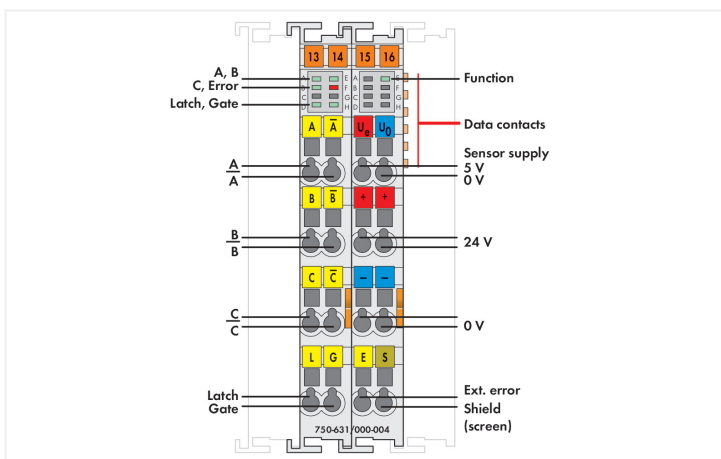 13 14 15 16
A, B
C, Error
Latch, Gate
A E A E
B F B F
C G C G
D H D H
Function
Data contacts
A A̅ Ue U0
Sensor supply
5 V
0 V
A
A̅
B B̅ + +
B
B̅
24 V
C C̅ − −
C
C̅
0 V
L G E S
Latch
Gate
Ext. error
Shield
(screen)
750-631/000-004